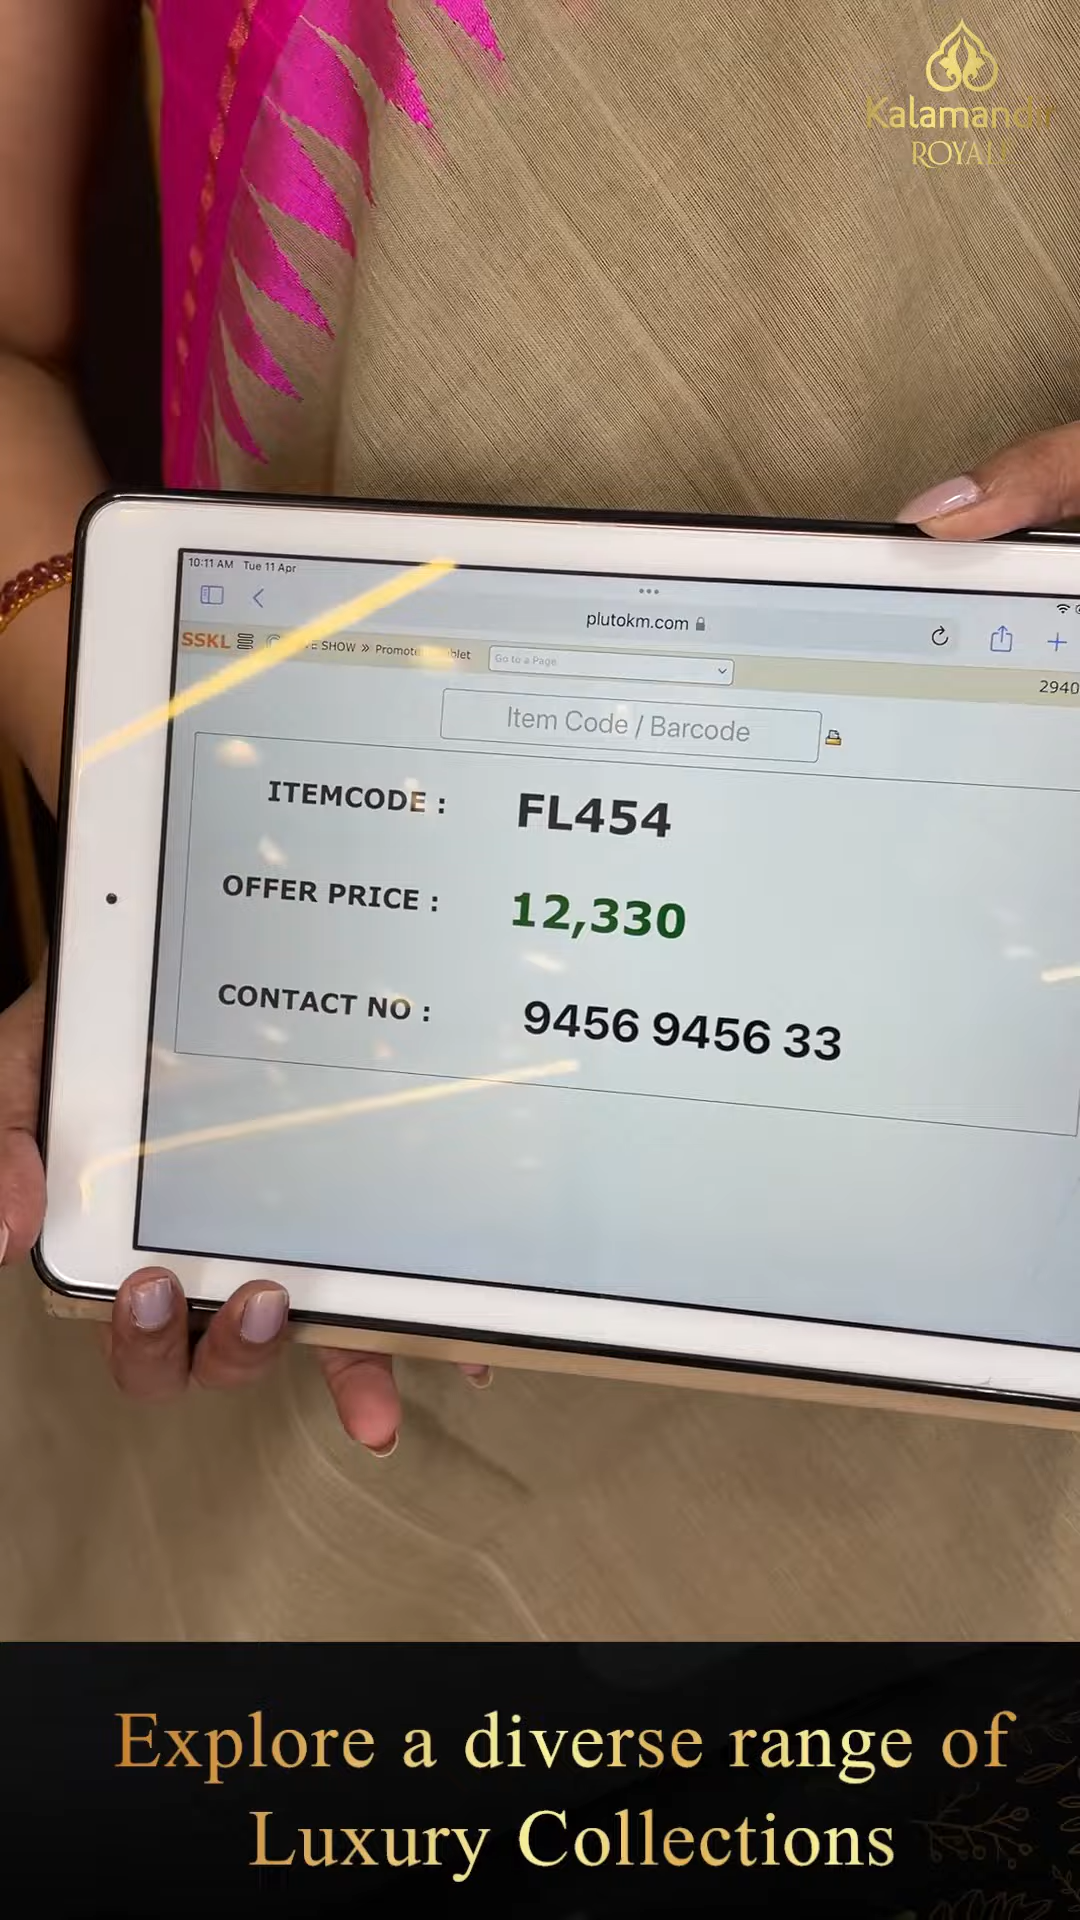 Kalamandir
ROYALE
10:11 AM Tue 11 Apr
plutokm.com
SSKL
SHOW » Promote
Go to a Page
2940
Item Code / Barcode
ITEMCODE : FL454
OFFER PRICE : 12,330
CONTACT NO : 9456 9456 33
Explore a diverse range of
Luxury Collections